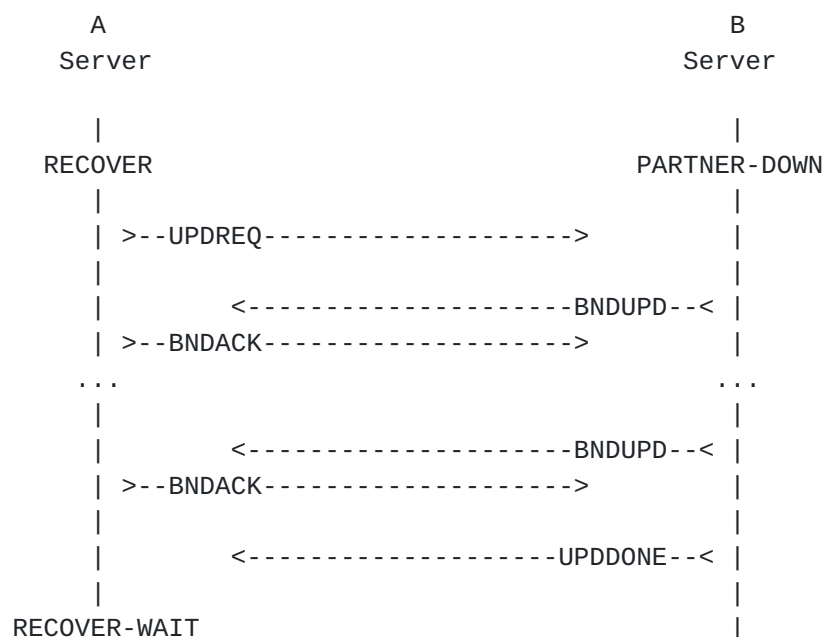 A                                        B
Server                                  Server
|                                        |
RECOVER                               PARTNER-DOWN
|                                        |
| >--UPDREQ-------------------->         |
|                                        |
|        <---------------------BNDUPD--< |
| >--BNDACK-------------------->         |
...                                      ...
|                                        |
|        <---------------------BNDUPD--< |
| >--BNDACK-------------------->         |
|                                        |
|        <--------------------UPDDONE--< |
|                                        |
RECOVER-WAIT                             |